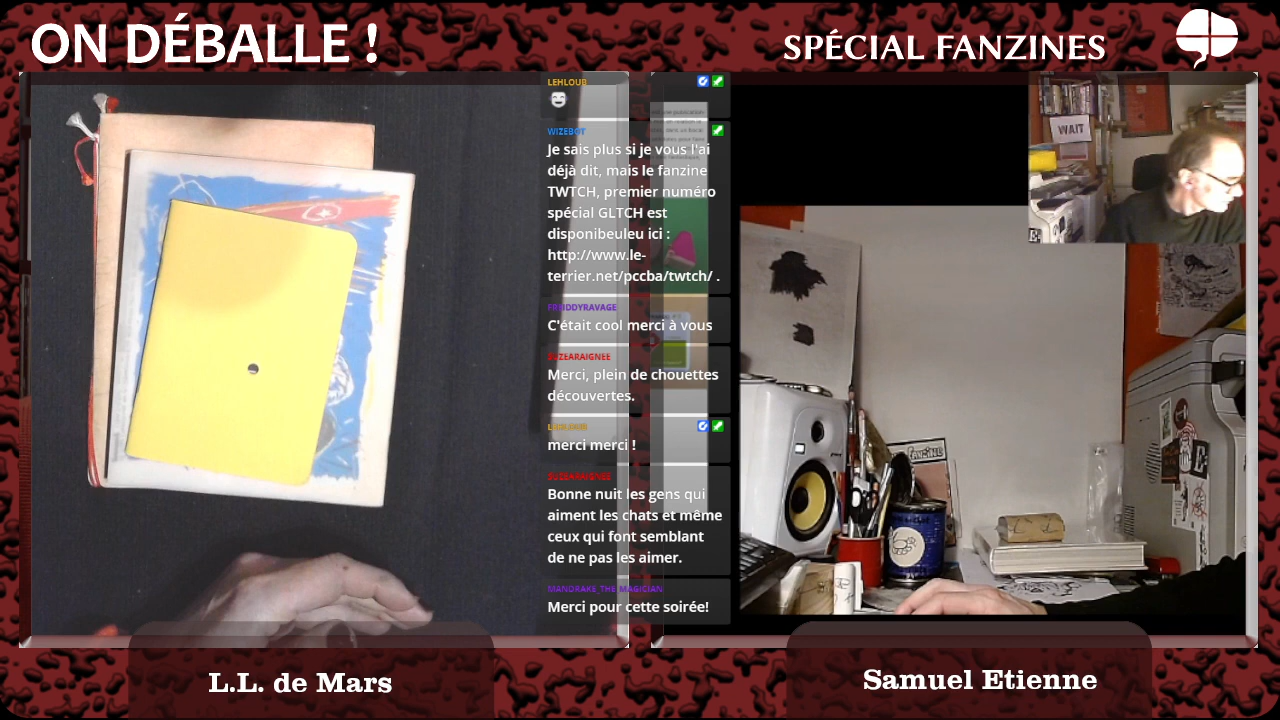 ON DÉBALLE !
SPÉCIAL FANZINES
LEHLOUB
WIZEBOT
Je sais plus si je vous l'ai
déjà dit, mais le fanzine
TWTCH, premier numéro
spécial GLTCH est
disponibeuleu ici :
http://www.le-
terrier.net/pccba/twtch/ .
FREDDYRAVAGE
C'était cool merci à vous
SUZEARAIGNEE
Merci, plein de chouettes
découvertes.
LEHLOUB
merci merci !
SUZEARAIGNEE
Bonne nuit les gens qui
aiment les chats et même
ceux qui font semblant
de ne pas les aimer.
MANDRAKE_THE_MAGICIAN
Merci pour cette soirée!
WAIT
FANZINE
E-
L.L. de Mars
Samuel Etienne